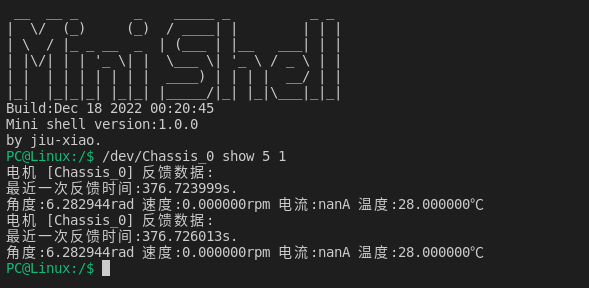 Mini Shell
Build:Dec 18 2022 00:20:45
Mini shell version:1.0.0
by jiu-xiao.
PC@Linux:/$ /dev/Chassis_0 show 5 1
电机 [Chassis_0] 反馈数据:
最近一次反馈时间:376.723999s.
角度:6.282944rad 速度:0.000000rpm 电流:nanA 温度:28.000000℃
电机 [Chassis_0] 反馈数据:
最近一次反馈时间:376.726013s.
角度:6.282944rad 速度:0.000000rpm 电流:nanA 温度:28.000000℃
PC@Linux:/$